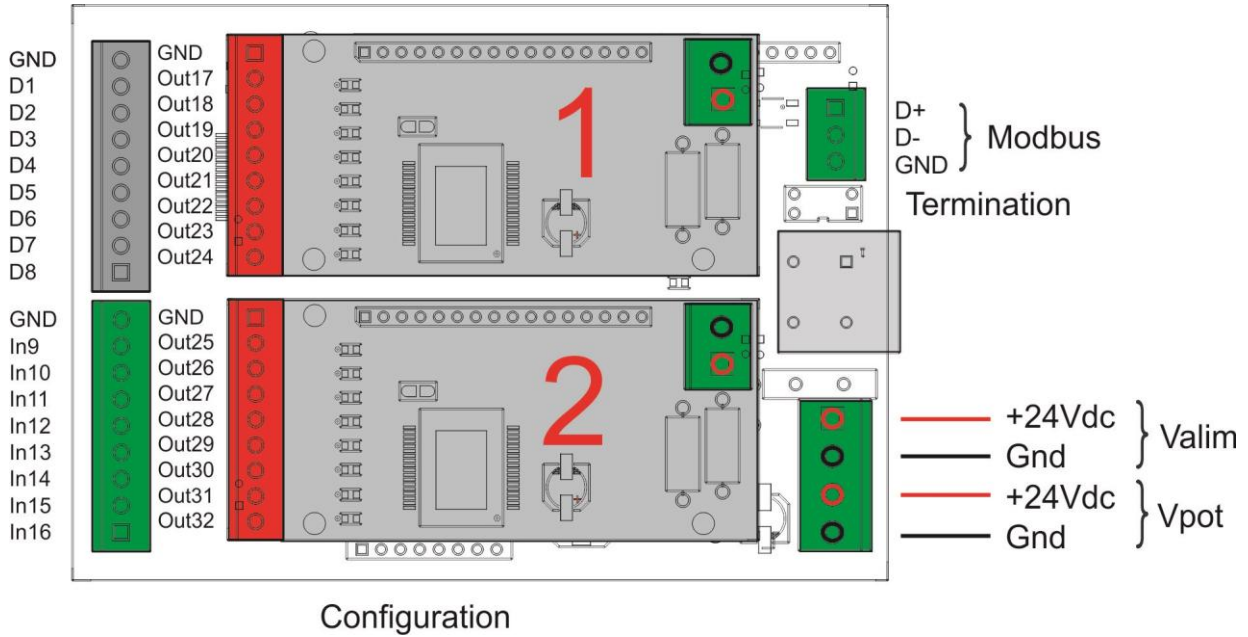 GND
D1
D2
D3
D4
D5
D6
D7
D8
GND
Out17
Out18
Out19
Out20
Out21
Out22
Out23
Out24
1
D+
D-
GND
Modbus
Termination
GND
In9
In10
In11
In12
In13
In14
In15
In16
GND
Out25
Out26
Out27
Out28
Out29
Out30
Out31
Out32
2
+24Vdc
Gnd
Valim
+24Vdc
Gnd
Vpot
Configuration